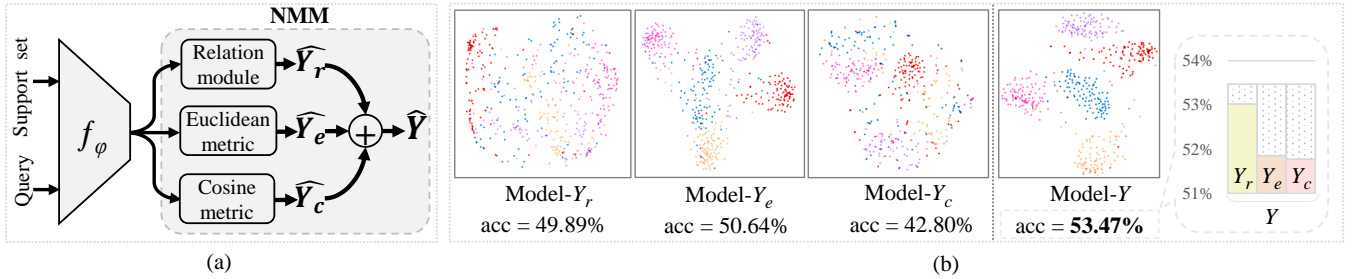 NMM
Support set
Query
f_φ
Relation module
Euclidean metric
Cosine metric
Ŷ_r
Ŷ_e
Ŷ_c
+
Ŷ
(a)
Model-Y_r
acc = 49.89%
Model-Y_e
acc = 50.64%
Model-Y_c
acc = 42.80%
Model-Y
acc = 53.47%
54%
53%
52%
51%
Y_r Y_e Y_c
Y
(b)